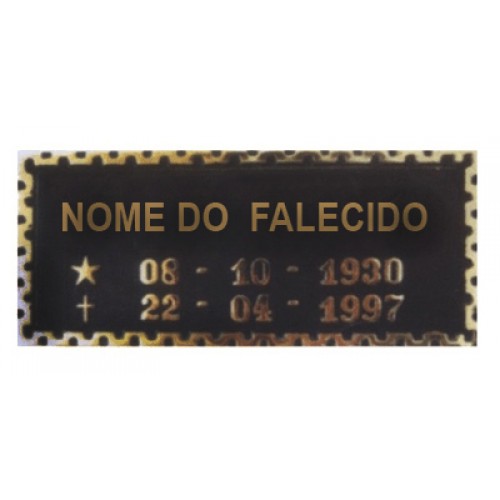 NOME DO FALECIDO
★ 08 - 10 - 1930
✝ 22 - 04 - 1997